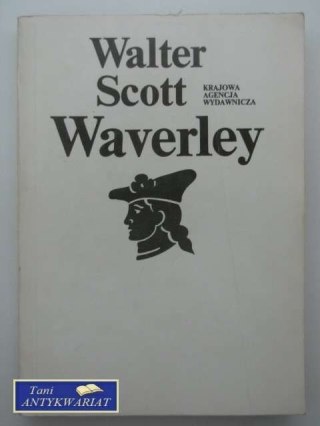 Walter
Scott
KRAJOWA
AGENCJA
WYDAWNICZA
Waverley
Tani
ANTYKWARIAT